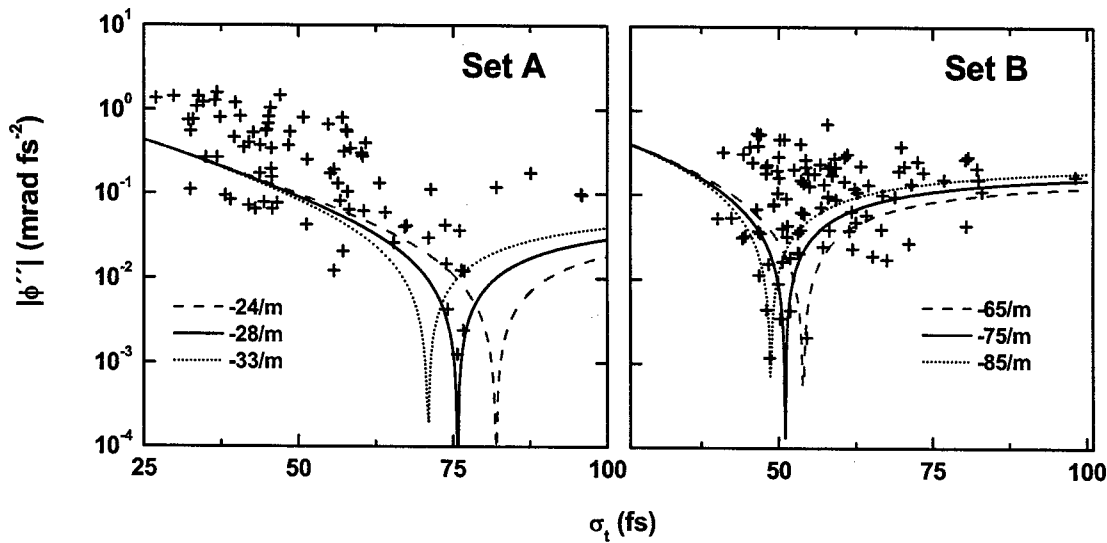 Set A
Set B
10¹
10⁰
10⁻¹
10⁻²
10⁻³
10⁻⁴
|ϕ´´| (mrad fs⁻²)
-24/m
-28/m
-33/m
-65/m
-75/m
-85/m
25 50 75 100
50 75 100
σₜ (fs)